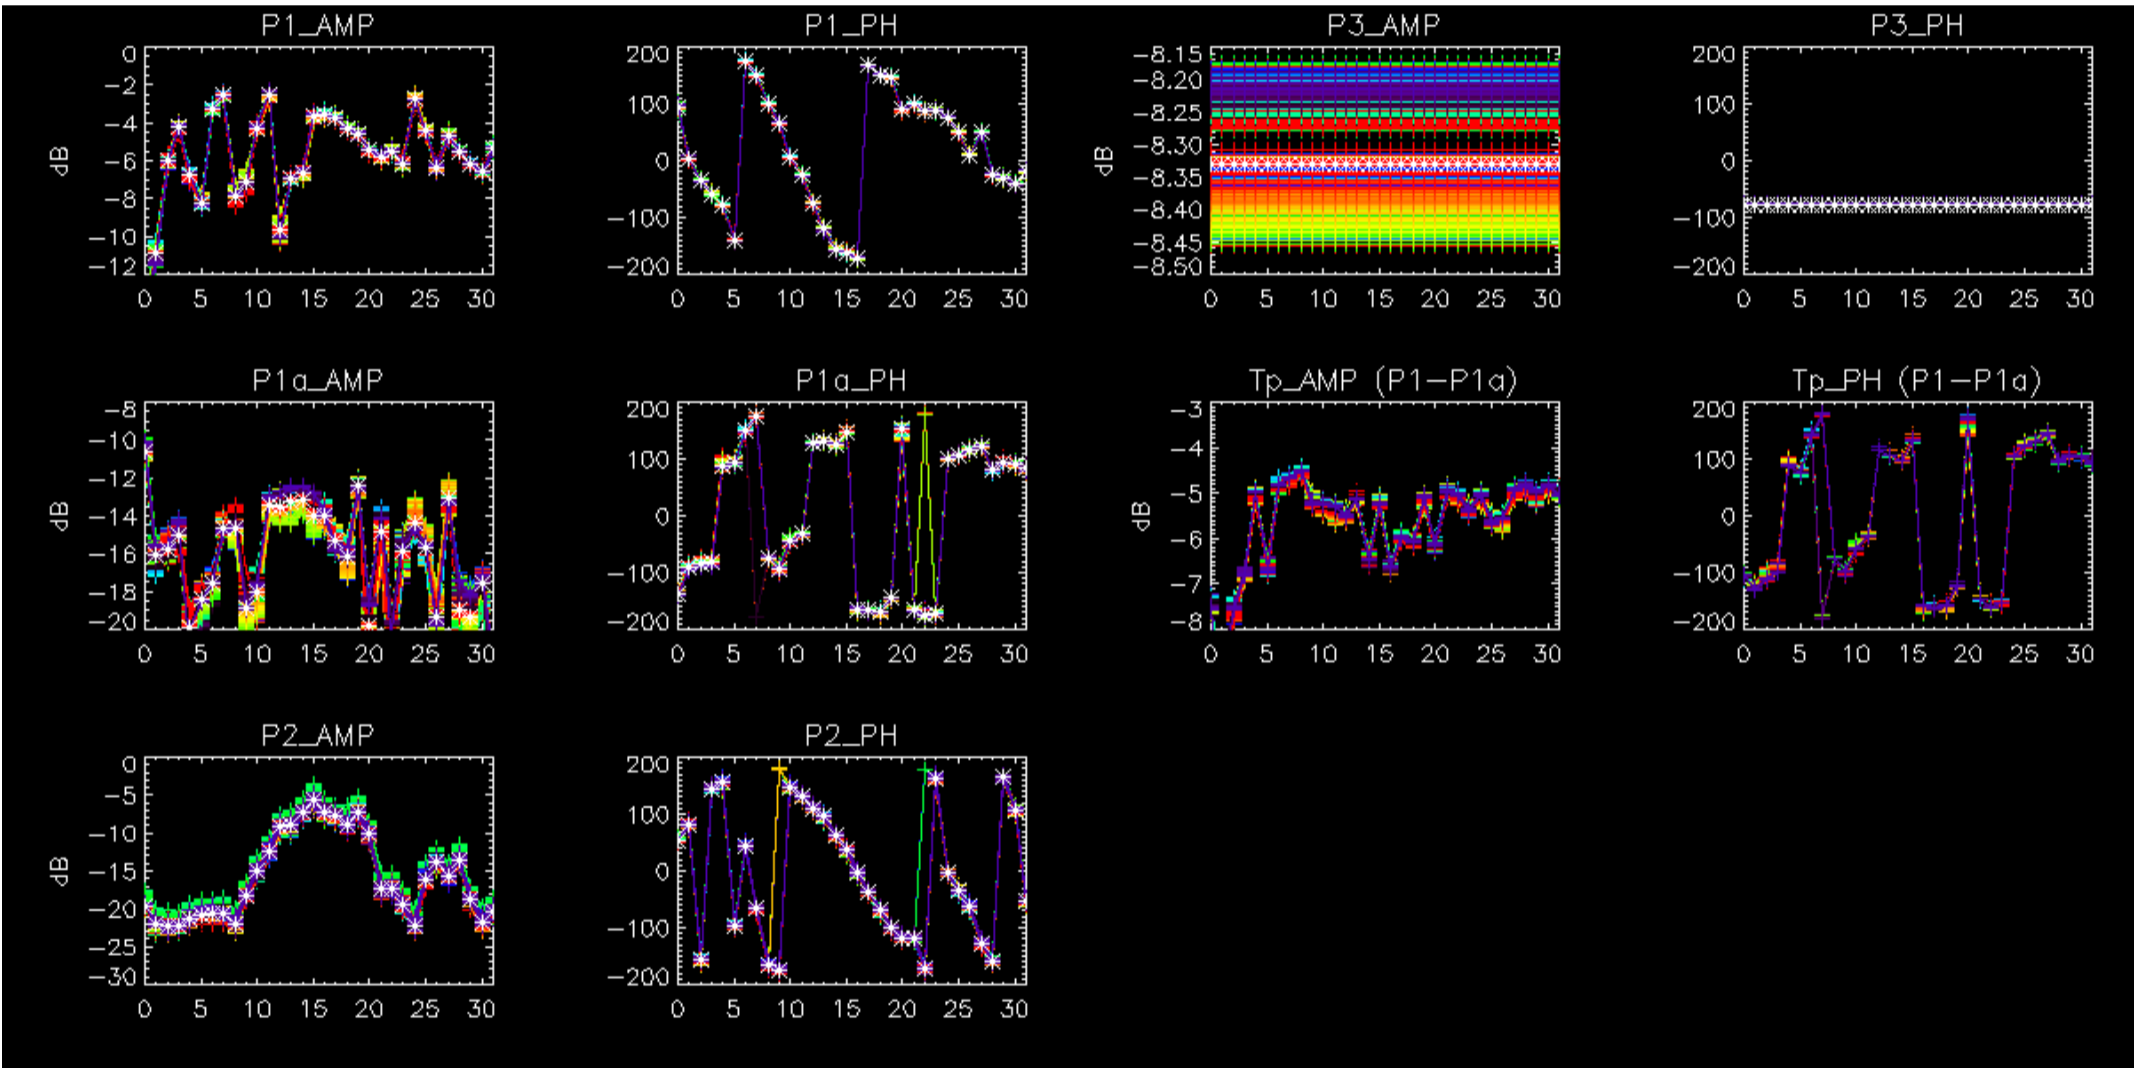 P1_AMP
P1_PH
P3_AMP
P3_PH
dB
0
−2
−4
−6
−8
−10
−12
0 5 10 15 20 25 30
200
100
0
−100
−200
0 5 10 15 20 25 30
dB
−8.15
−8.20
−8.25
−8.30
−8.35
−8.40
−8.45
−8.50
0 5 10 15 20 25 30
200
100
0
−100
−200
0 5 10 15 20 25 30
P1a_AMP
P1a_PH
Tp_AMP (P1−P1a)
Tp_PH (P1−P1a)
dB
−8
−10
−12
−14
−16
−18
−20
0 5 10 15 20 25 30
200
100
0
−100
−200
0 5 10 15 20 25 30
dB
−3
−4
−5
−6
−7
−8
0 5 10 15 20 25 30
200
100
0
−100
−200
0 5 10 15 20 25 30
P2_AMP
P2_PH
dB
0
−5
−10
−15
−20
−25
−30
0 5 10 15 20 25 30
200
100
0
−100
−200
0 5 10 15 20 25 30